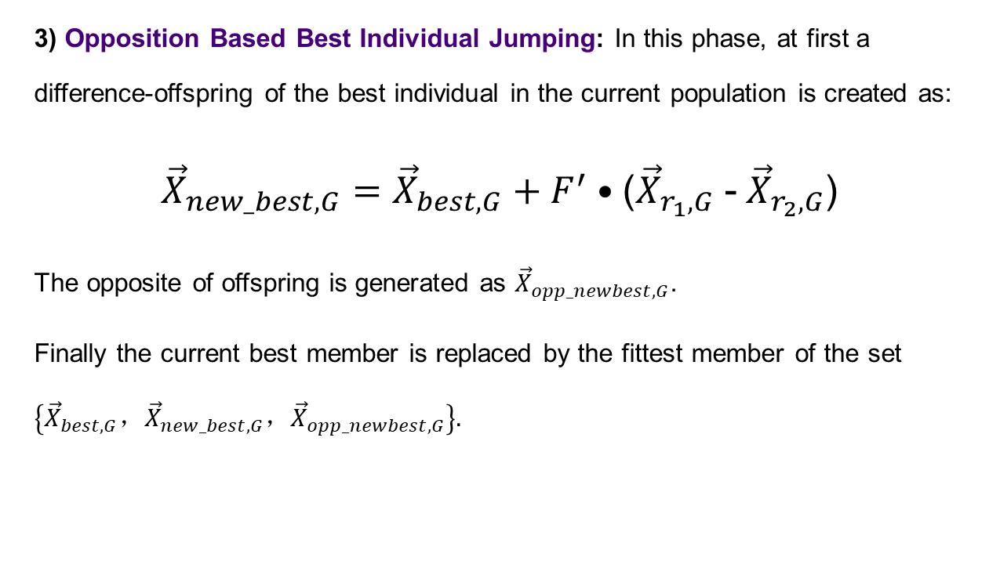 3) Opposition Based Best Individual Jumping: In this phase, at first a
difference-offspring of the best individual in the current population is created as:
$\vec{X}_{new\_best,G} = \vec{X}_{best,G} + F' \bullet (\vec{X}_{r_1,G} - \vec{X}_{r_2,G})$
The opposite of offspring is generated as $\vec{X}_{opp\_newbest,G}$.
Finally the current best member is replaced by the fittest member of the set
{$\vec{X}_{best,G}$, $\vec{X}_{new\_best,G}$, $\vec{X}_{opp\_newbest,G}$}.